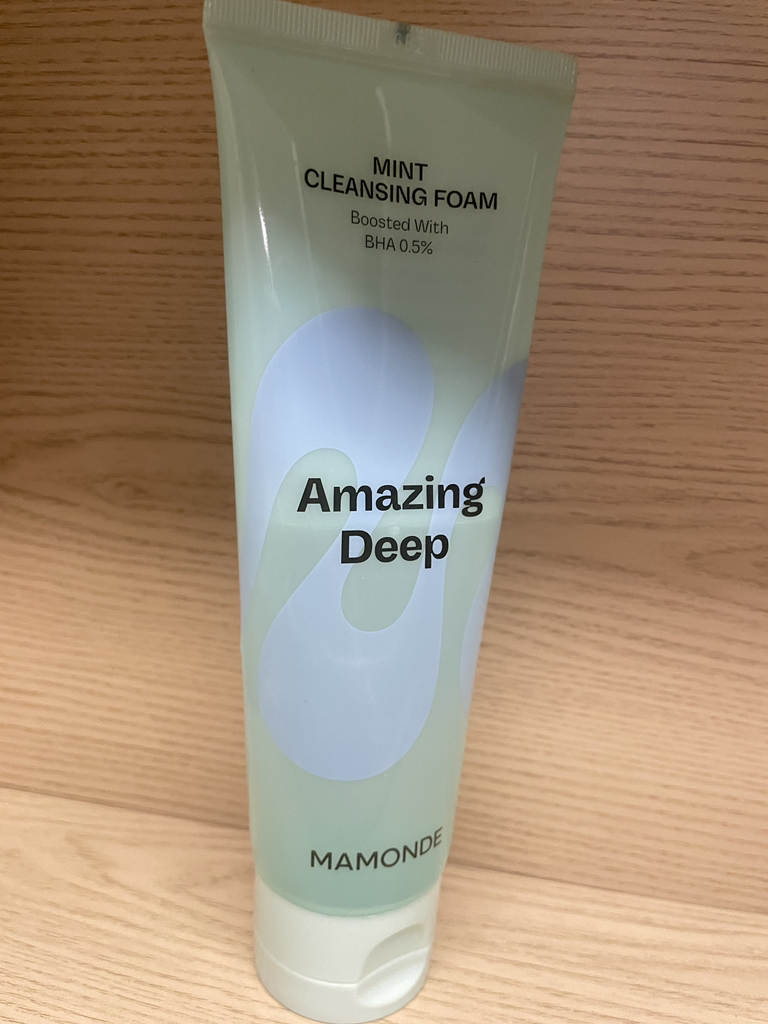 MINT
CLEANSING FOAM
Boosted With
BHA 0.5%
Amazing
Deep
MAMONDE